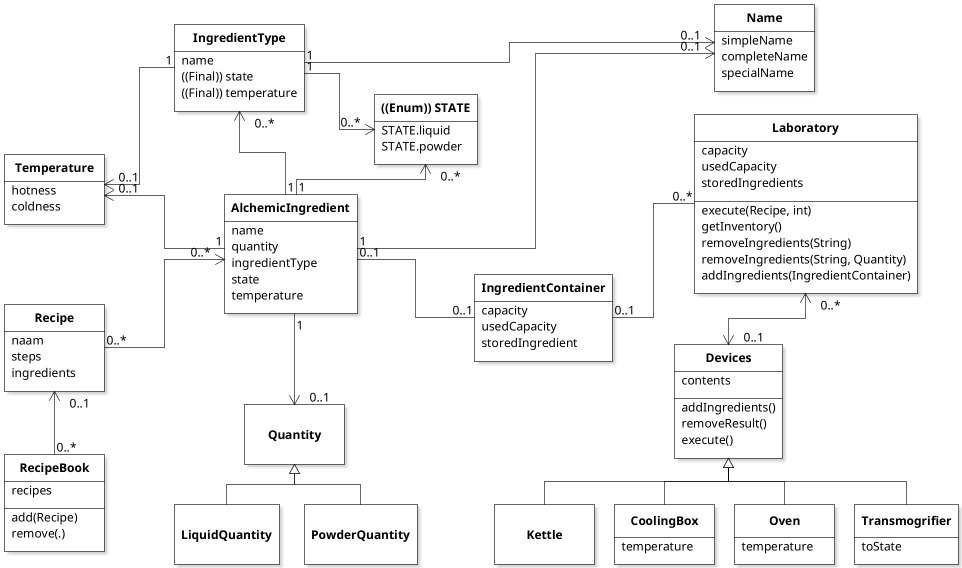 Name
simpleName
completeName
specialName
IngredientType
name
((Final)) state
((Final)) temperature
1
1
1
0..1
0..1
0..*
0..*
((Enum)) STATE
STATE.liquid
STATE.powder
0..*
Laboratory
capacity
usedCapacity
storedIngredients
execute(Recipe, int)
getInventory()
removeIngredients(String)
removeIngredients(String, Quantity)
addIngredients(IngredientContainer)
0..*
0..*
Temperature
hotness
coldness
0..1
0..1
AlchemicIngredient
name
quantity
ingredientType
state
temperature
1
1
1
0..*
1
0..1
1
IngredientContainer
capacity
usedCapacity
storedIngredient
0..1
0..1
Recipe
naam
steps
ingredients
0..*
0..1
0..*
Devices
contents
addIngredients()
removeResult()
execute()
0..1
Quantity
0..1
RecipeBook
recipes
add(Recipe)
remove(.)
LiquidQuantity
PowderQuantity
Kettle
CoolingBox
temperature
Oven
temperature
Transmogrifier
toState